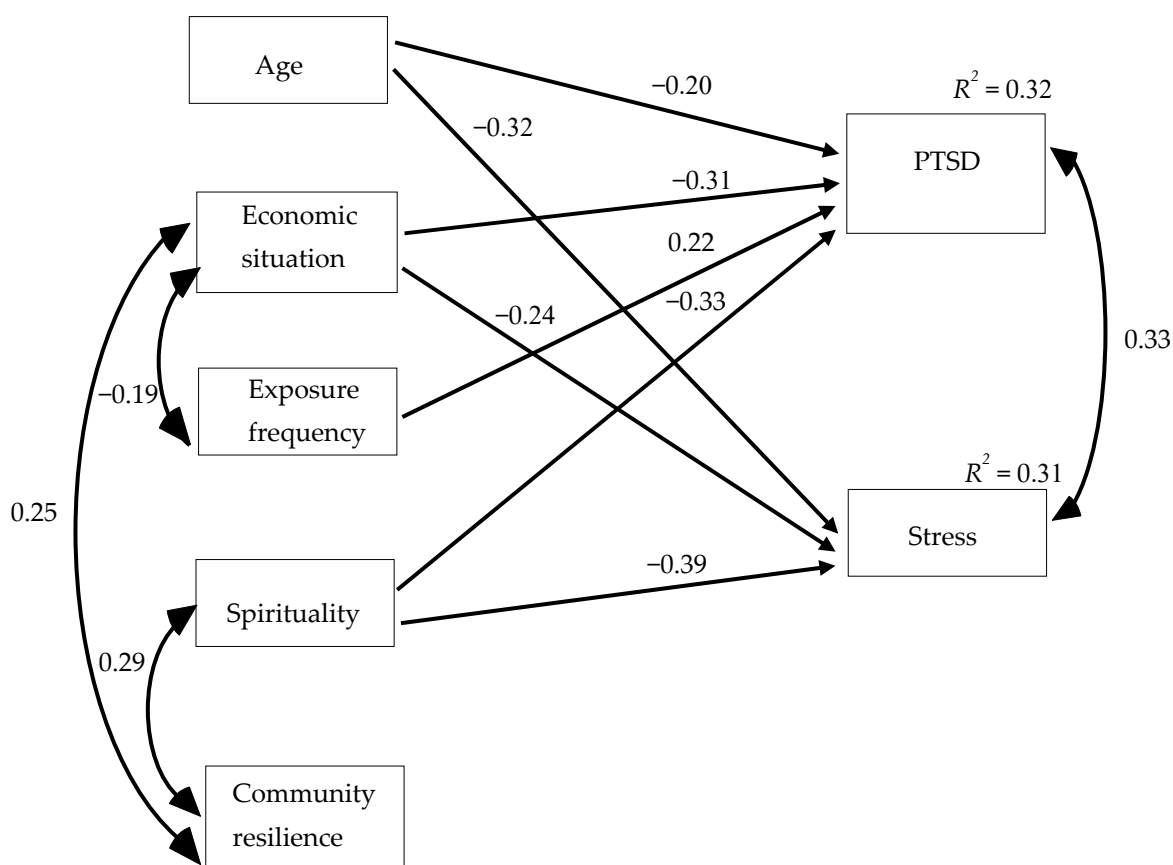 Age
−0.20
R² = 0.32
−0.32
PTSD
−0.31
Economic
situation
0.22
−0.33
−0.24
0.33
−0.19
Exposure
frequency
R² = 0.31
0.25
Stress
−0.39
Spirituality
0.29
Community
resilience